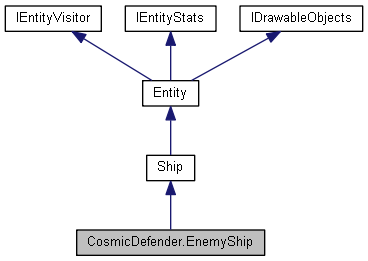 IEntityVisitor
IEntityStats
IDrawableObjects
Entity
Ship
CosmicDefender.EnemyShip